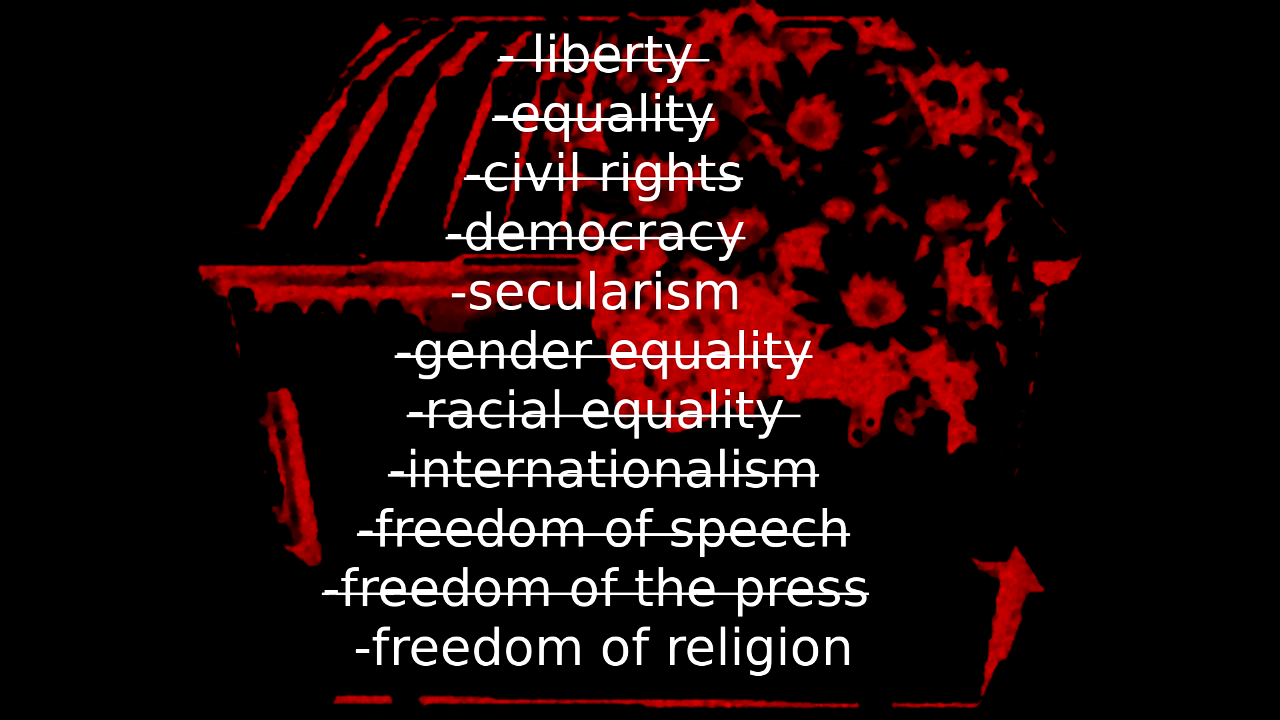 - liberty
-equality
-civil rights
-democracy
-secularism
-gender equality
-racial equality
-internationalism
-freedom of speech
-freedom of the press
-freedom of religion